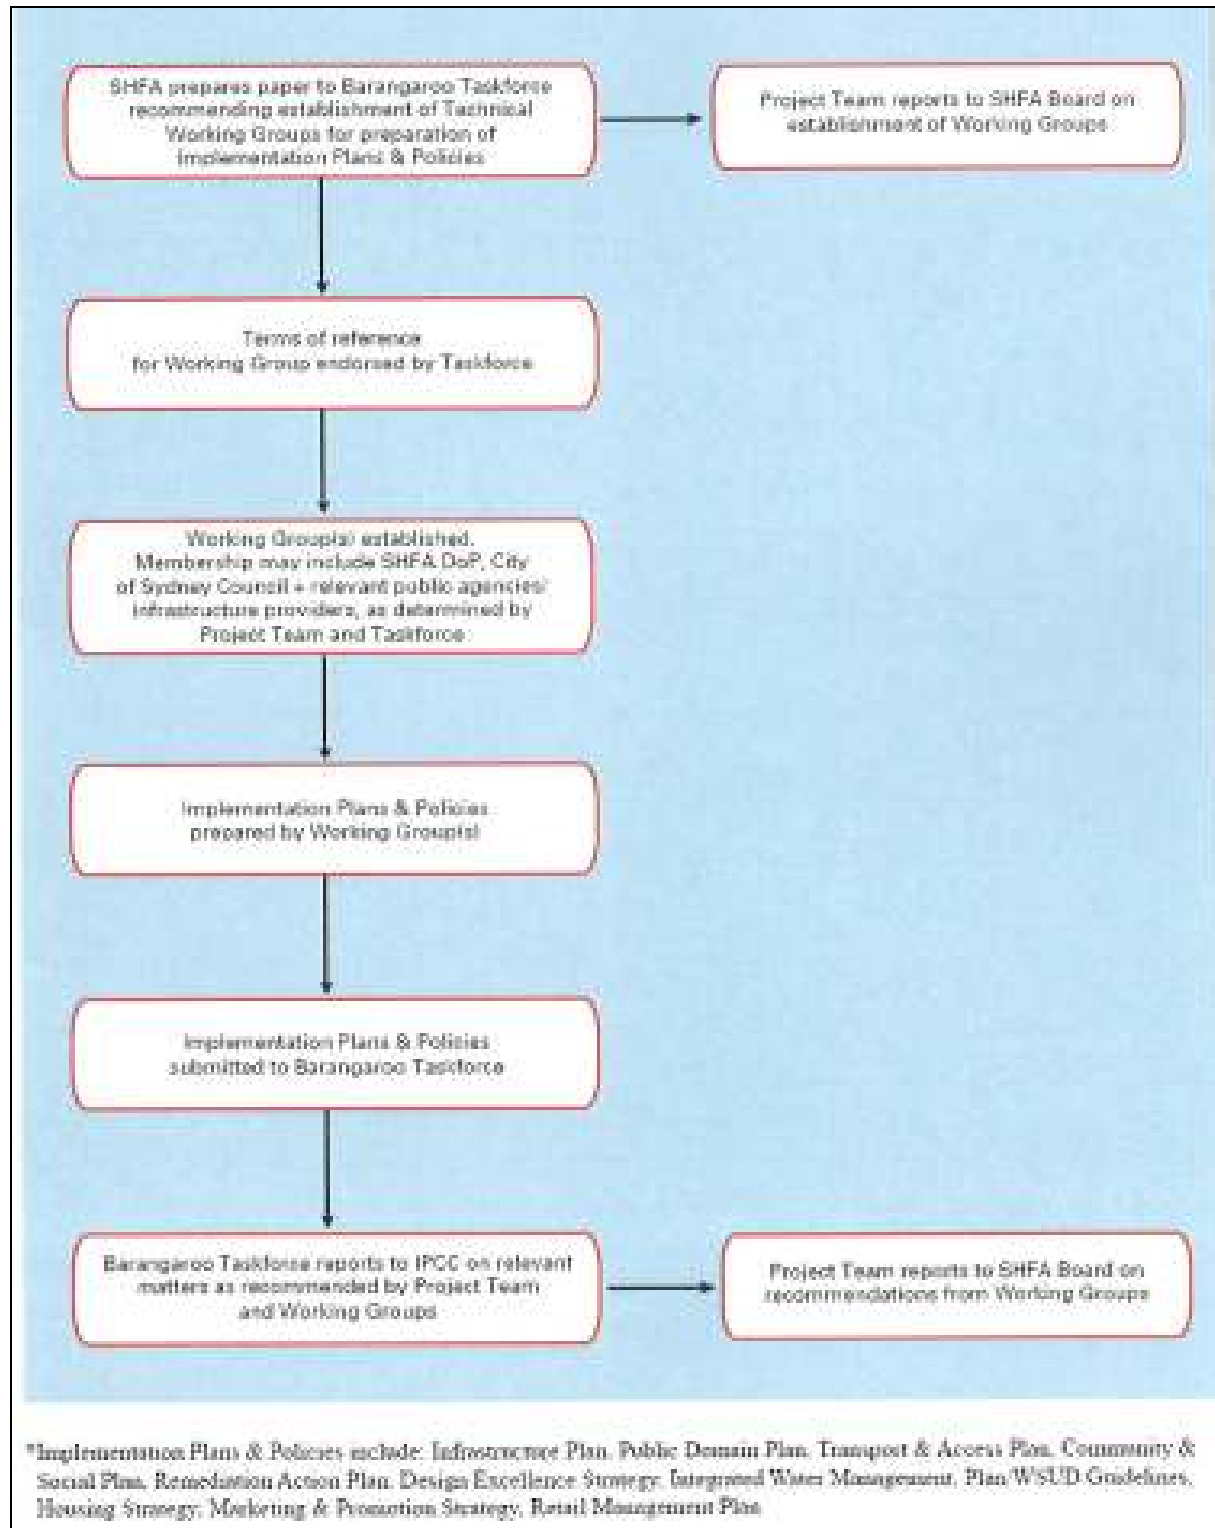 SHFA prepares paper to Barangaroo Taskforce
recommending establishment of Technical
Working Groups for preparation of
Implementation Plans & Policies
Project Team reports to SHFA Board on
establishment of Working Groups
Terms of reference
for Working Group endorsed by Taskforce
Working Group(s) established.
Membership may include SHFA DoP, City
of Sydney Council + relevant public agencies/
infrastructure providers, as determined by
Project Team and Taskforce
Implementation Plans & Policies
prepared by Working Group(s)
Implementation Plans & Policies
submitted to Barangaroo Taskforce
Barangaroo Taskforce reports to IPCC on relevant
matters as recommended by Project Team
and Working Groups
Project Team reports to SHFA Board on
recommendations from Working Groups
*Implementation Plans & Policies include: Infrastructure Plan, Public Domain Plan, Transport & Access Plan, Community &
Social Plan, Remediation Action Plan, Design Excellence Strategy, Integrated Water Management, Plan/WSUD Guidelines,
Housing Strategy, Marketing & Promotion Strategy, Retail Management Plan